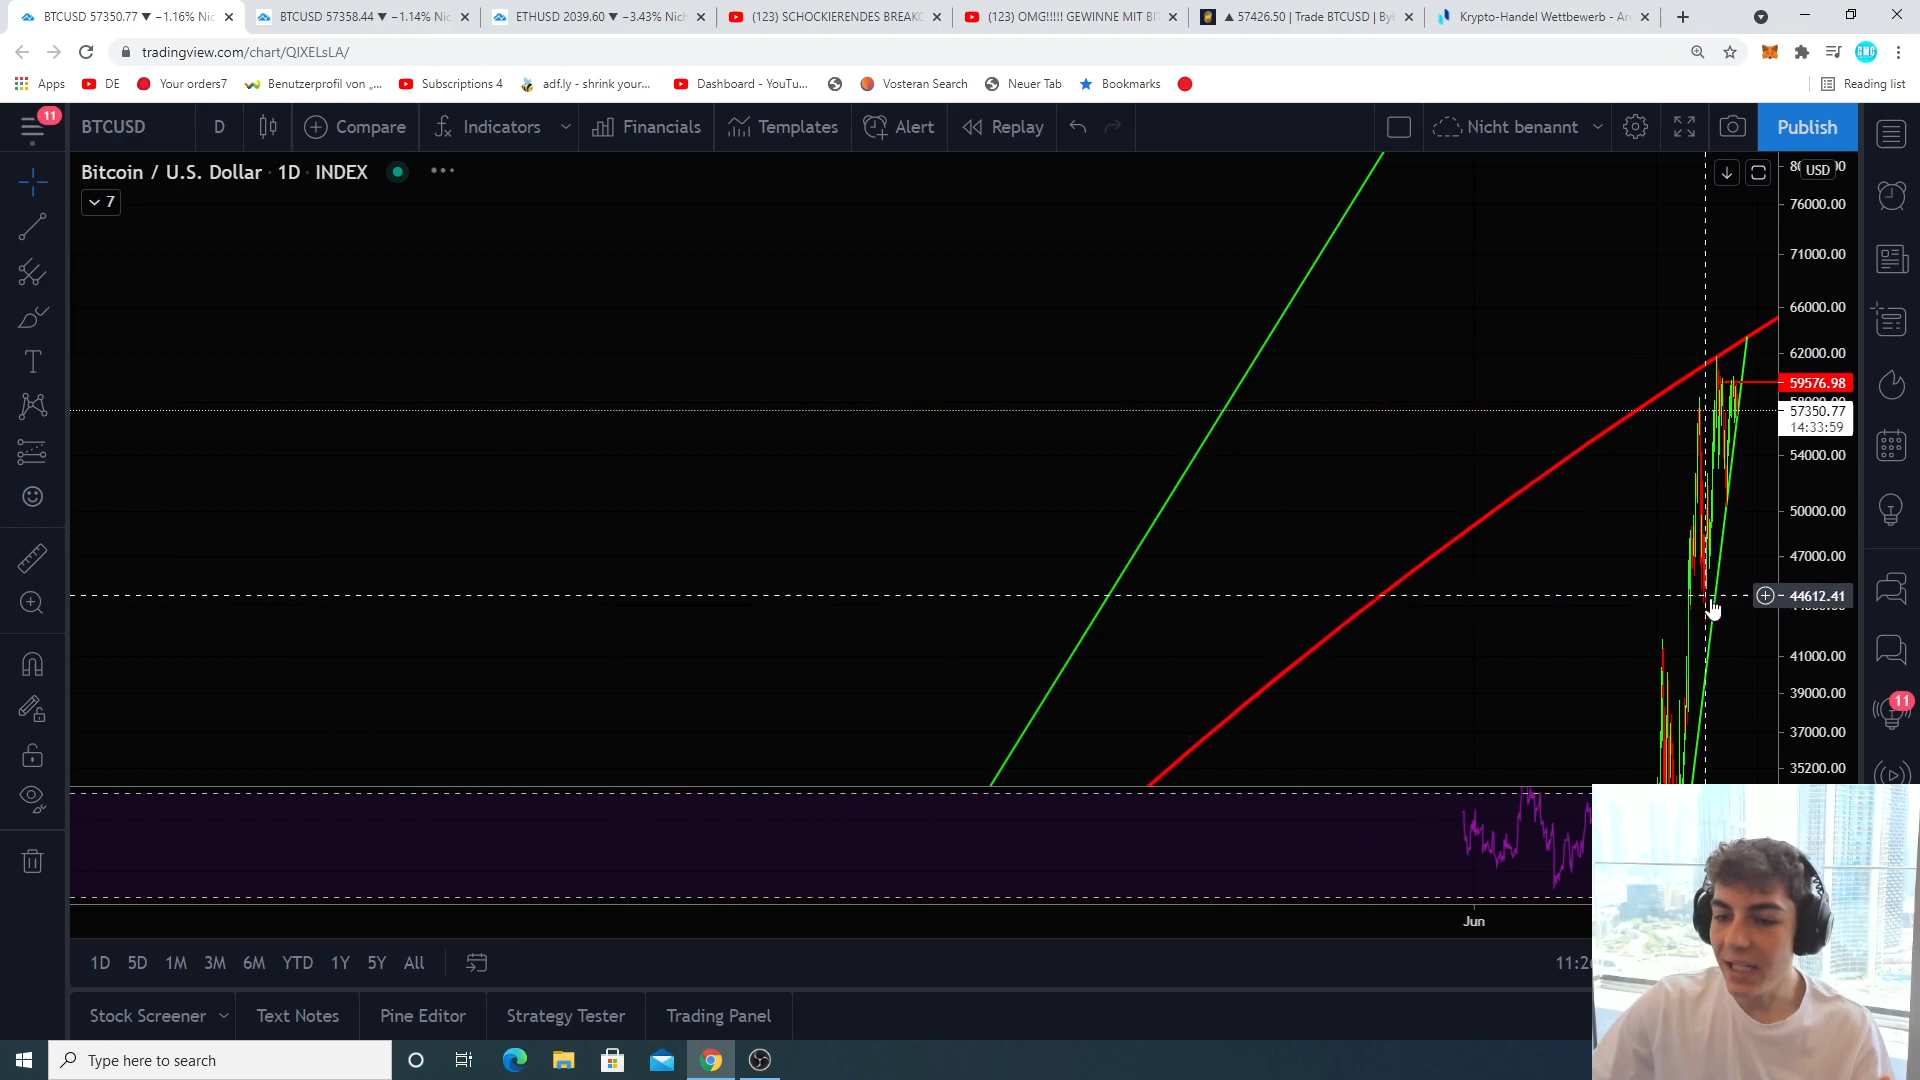 BTCUSD 57350.77 ▼ −1.16% Nic
BTCUSD 57358.44 ▼ −1.14% Nic
ETHUSD 2039.60 ▼ −3.43% Nich
(123) SCHOCKIERENDES BREAKO
(123) OMG!!!!! GEWINNE MIT BI
▲ 57426.50 | Trade BTCUSD | By
Krypto-Handel Wettbewerb - An
tradingview.com/chart/QIXELsLA/
CMC
Apps
DE
Your orders7
Benutzerprofil von „...
Subscriptions 4
adf.ly - shrink your...
Dashboard - YouTu...
Vosteran Search
Neuer Tab
Bookmarks
Reading list
11
BTCUSD
D
Compare
Indicators
Financials
Templates
Alert
Replay
Nicht benannt
Publish
Bitcoin / U.S. Dollar · 1D · INDEX
7
USD
76000.00
71000.00
66000.00
62000.00
59576.98
57350.77
14:33:59
54000.00
50000.00
47000.00
44612.41
41000.00
39000.00
37000.00
35200.00
11
Jun
1D
5D
1M
3M
6M
YTD
1Y
5Y
All
11:26
Stock Screener
Text Notes
Pine Editor
Strategy Tester
Trading Panel
Type here to search